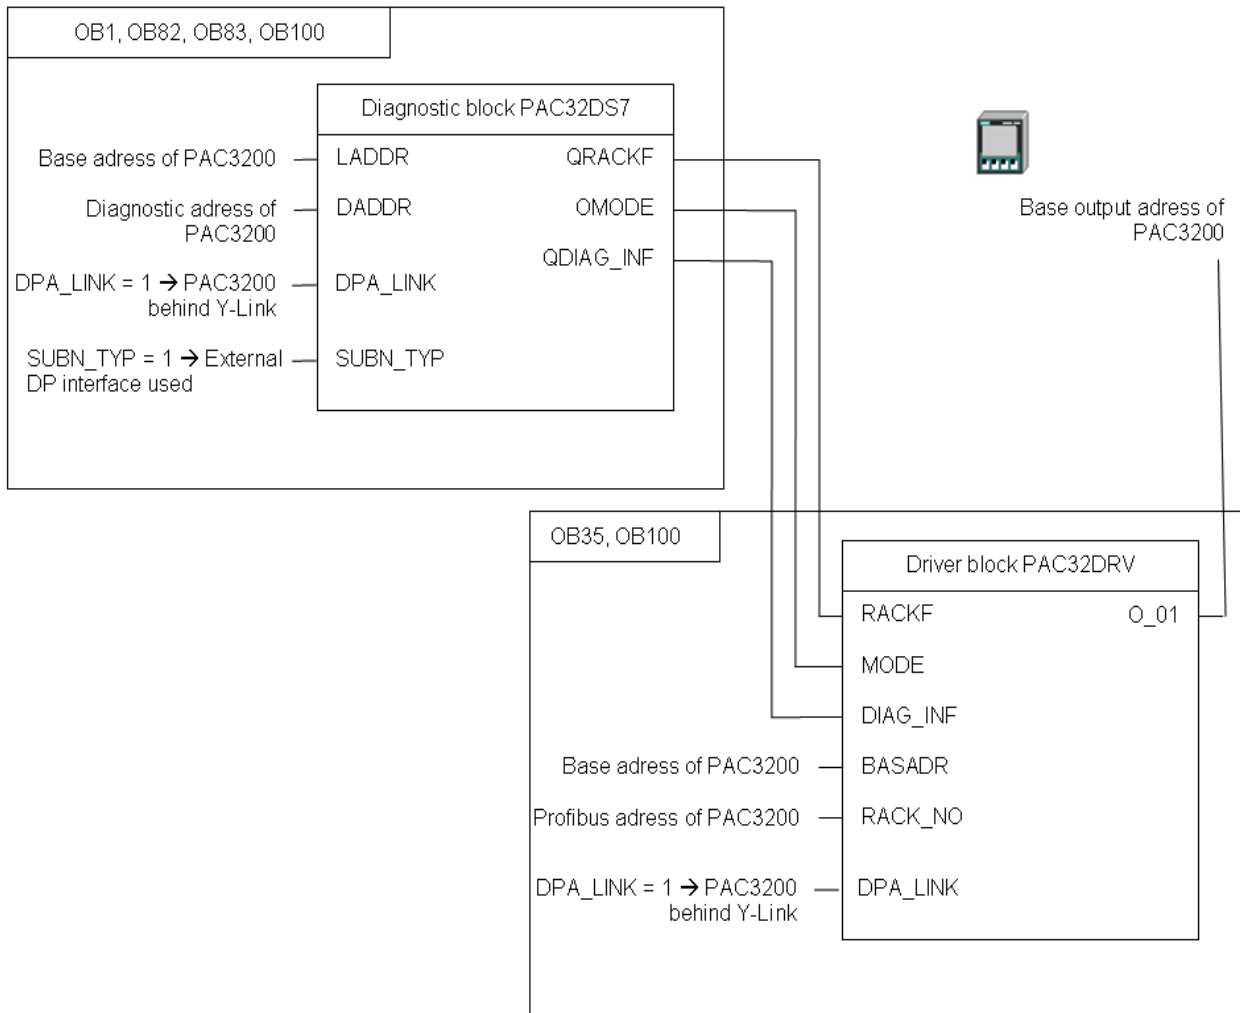 OB1, OB82, OB83, OB100
Diagnostic block PAC32DS7
Base adress of PAC3200
LADDR
QRACKF
Diagnostic adress of
PAC3200
DADDR
OMODE
QDIAG_INF
DPA_LINK = 1 → PAC3200
behind Y-Link
DPA_LINK
SUBN_TYP = 1 → External
DP interface used
SUBN_TYP
Base output adress of
PAC3200
OB35, OB100
Driver block PAC32DRV
RACKF
O_01
MODE
DIAG_INF
Base adress of PAC3200
BASADR
Profibus adress of PAC3200
RACK_NO
DPA_LINK = 1 → PAC3200
behind Y-Link
DPA_LINK